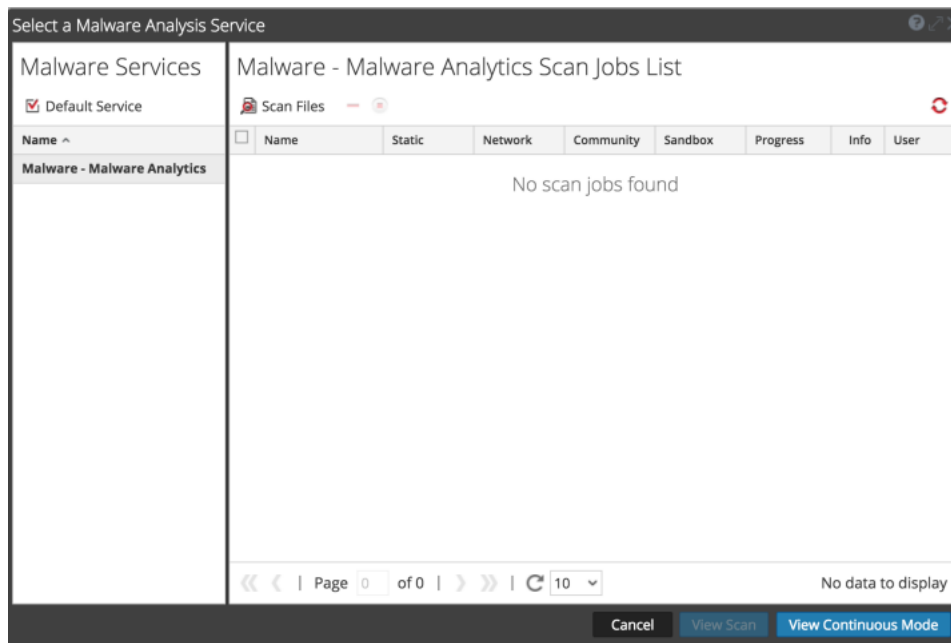 Select a Malware Analysis Service
Malware Services
Default Service
Name
Malware - Malware Analytics
Malware - Malware Analytics Scan Jobs List
Scan Files
Name Static Network Community Sandbox Progress Info User
No scan jobs found
| Page 0 of 0 | | 10 No data to display
Cancel View Scan View Continuous Mode